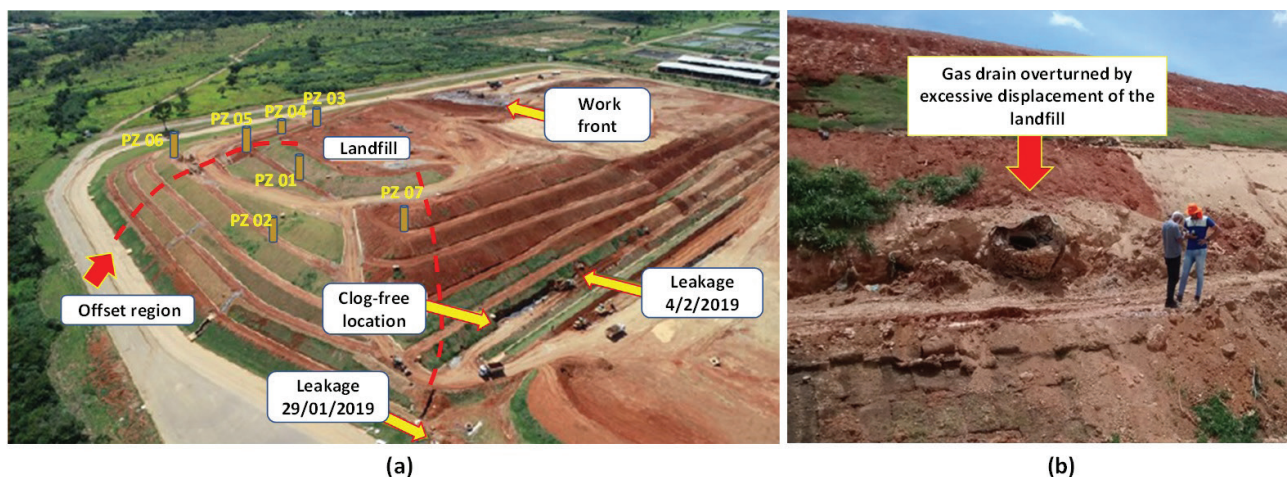 PZ 03
PZ 04
PZ 05
PZ 06
Work
front
Landfill
PZ 01
PZ 07
PZ 02
Offset region
Clog-free
location
Leakage
4/2/2019
Leakage
29/01/2019
(a)
Gas drain overturned by
excessive displacement of the
landfill
(b)